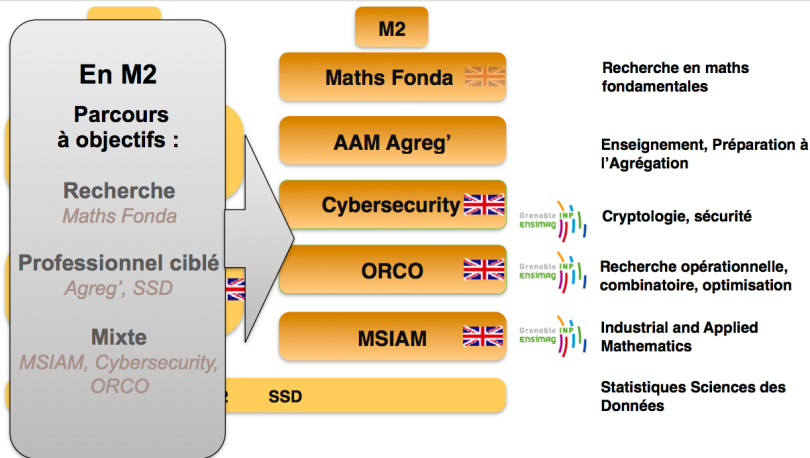 En M2
Parcours
à objectifs :
Recherche
Maths Fonda
Professionnel ciblé
Agreg’, SSD
Mixte
MSIAM, Cybersecurity,
ORCO
M2
Maths Fonda
Recherche en maths
fondamentales
AAM Agreg’
Enseignement, Préparation à
l’Agrégation
Cybersecurity
Grenoble INP
ENSIMAG
Cryptologie, sécurité
ORCO
Grenoble INP
ENSIMAG
Recherche opérationnelle,
combinatoire, optimisation
MSIAM
Grenoble INP
ENSIMAG
Industrial and Applied
Mathematics
2 SSD
Statistiques Sciences des
Données